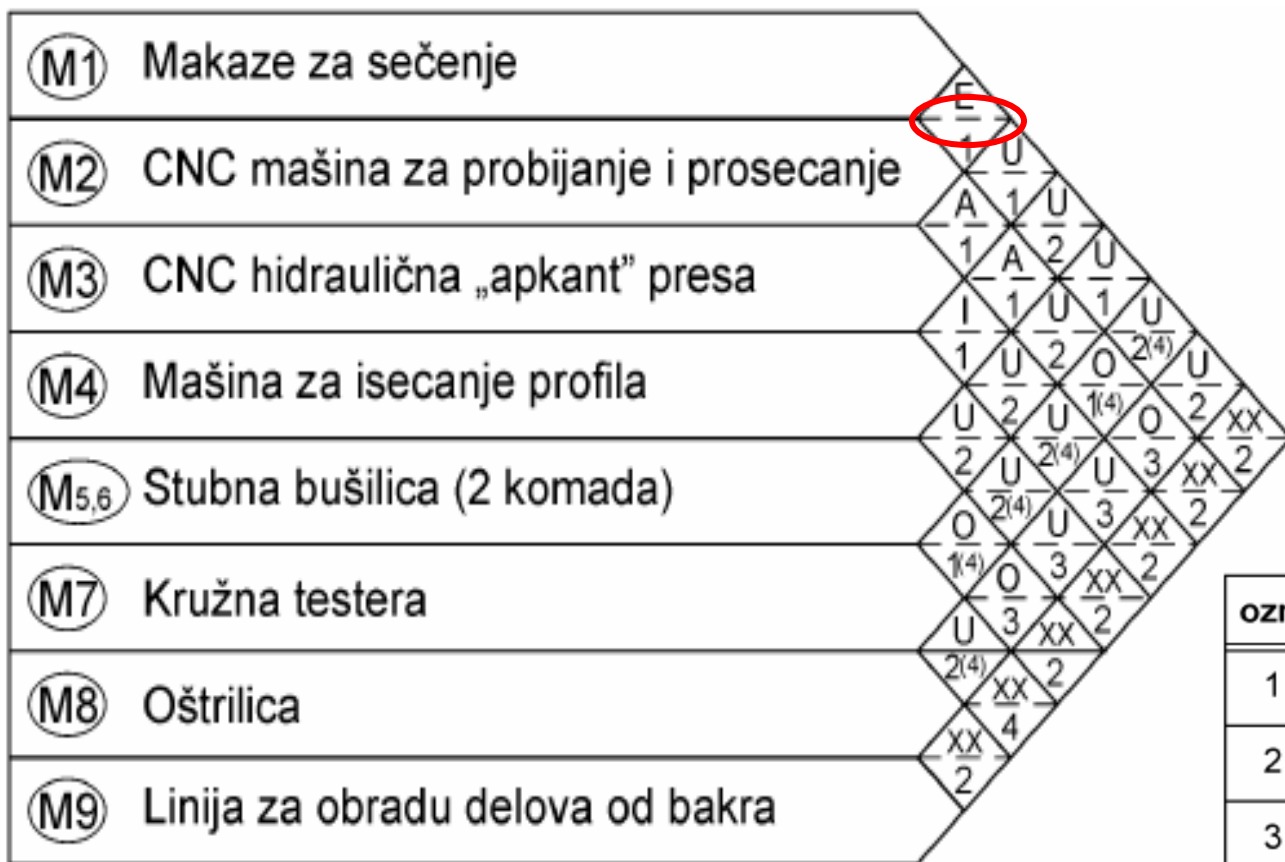 M1 Makaze za sečenje
E
1 U
M2 CNC mašina za probijanje i prosecanje
A 1 U
1 A 2 U
M3 CNC hidraulična „apkant” presa
I 1 U 1 U
1 U 2 O 2(4) U
M4 Mašina za isecanje profila
U 2 U 1(4) O 2 XX
2 U 2(4) U 3 XX 2
M5,6 Stubna bušilica (2 komada)
O 2(4) U 3 XX 2
1(4) O 3 XX 2
M7 Kružna testera
U 3 XX 2
2(4) XX 2
M8 Oštrilica
XX 4
2
M9 Linija za obradu delova od bakra
1
2
3